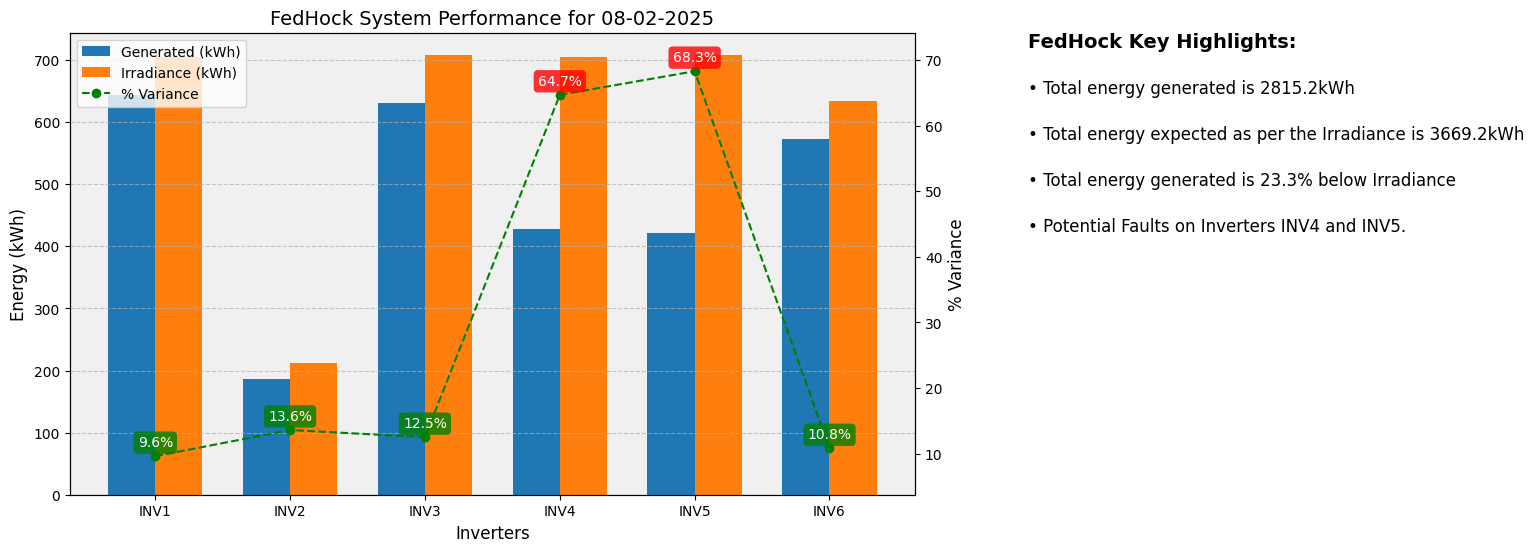 FedHock System Performance for 08-02-2025
Generated (kWh)
Irradiance (kWh)
% Variance
Energy (kWh)
700
600
500
400
300
200
100
0
9.6%
13.6%
12.5%
64.7%
68.3%
10.8%
70
60
50
40
30
20
10
% Variance
INV1
INV2
INV3
INV4
INV5
INV6
Inverters
FedHock Key Highlights:
• Total energy generated is 2815.2kWh
• Total energy expected as per the Irradiance is 3669.2kWh
• Total energy generated is 23.3% below Irradiance
• Potential Faults on Inverters INV4 and INV5.